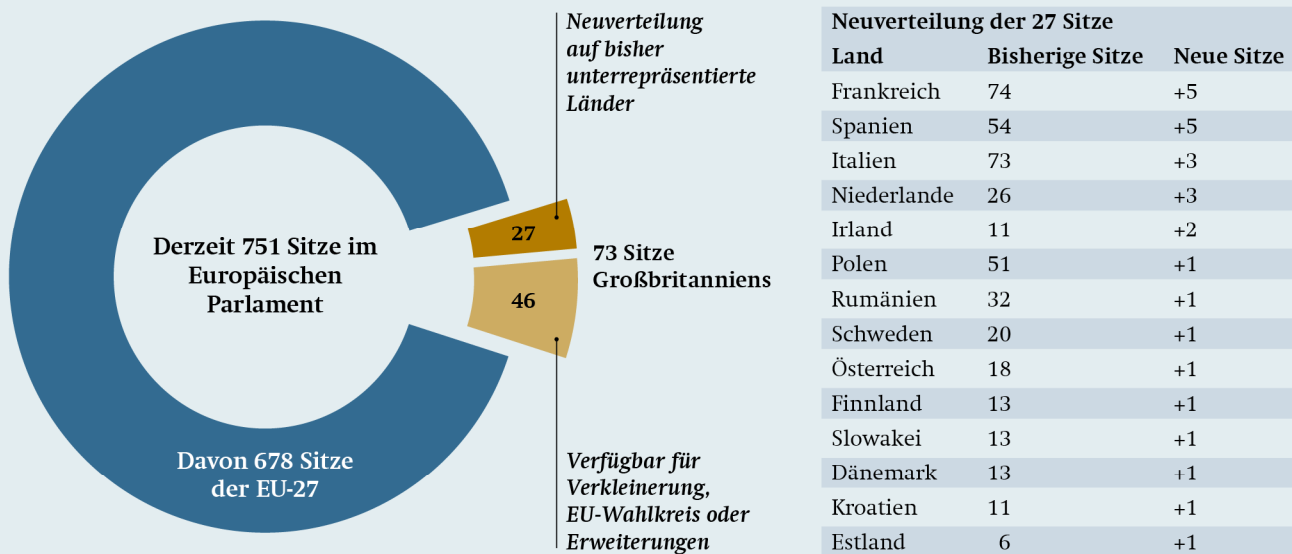 Neuverteilung
auf bisher
unterrepräsentierte
Länder
Derzeit 751 Sitze im
Europäischen
Parlament
27
46
73 Sitze
Großbritanniens
Davon 678 Sitze
der EU-27
Verfügbar für
Verkleinerung,
EU-Wahlkreis oder
Erweiterungen
Neuverteilung der 27 Sitze
Land Bisherige Sitze Neue Sitze
Frankreich 74 +5
Spanien 54 +5
Italien 73 +3
Niederlande 26 +3
Irland 11 +2
Polen 51 +1
Rumänien 32 +1
Schweden 20 +1
Österreich 18 +1
Finnland 13 +1
Slowakei 13 +1
Dänemark 13 +1
Kroatien 11 +1
Estland 6 +1